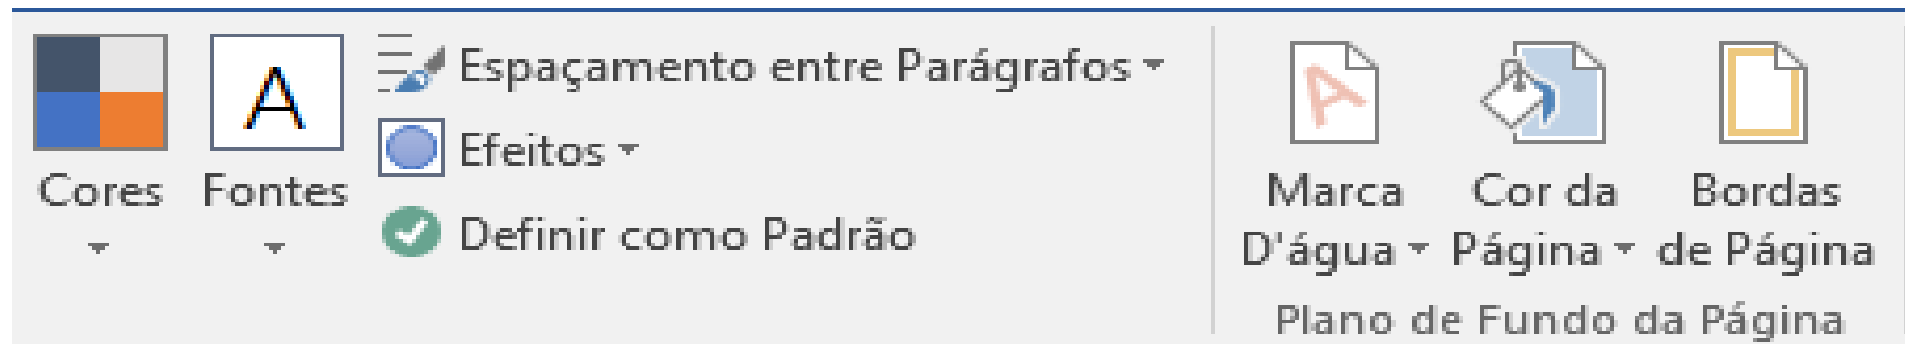 Cores
Fontes
Espaçamento entre Parágrafos
Efeitos
Definir como Padrão
Marca
D'água
Cor da
Página
Bordas
de Página
Plano de Fundo da Página